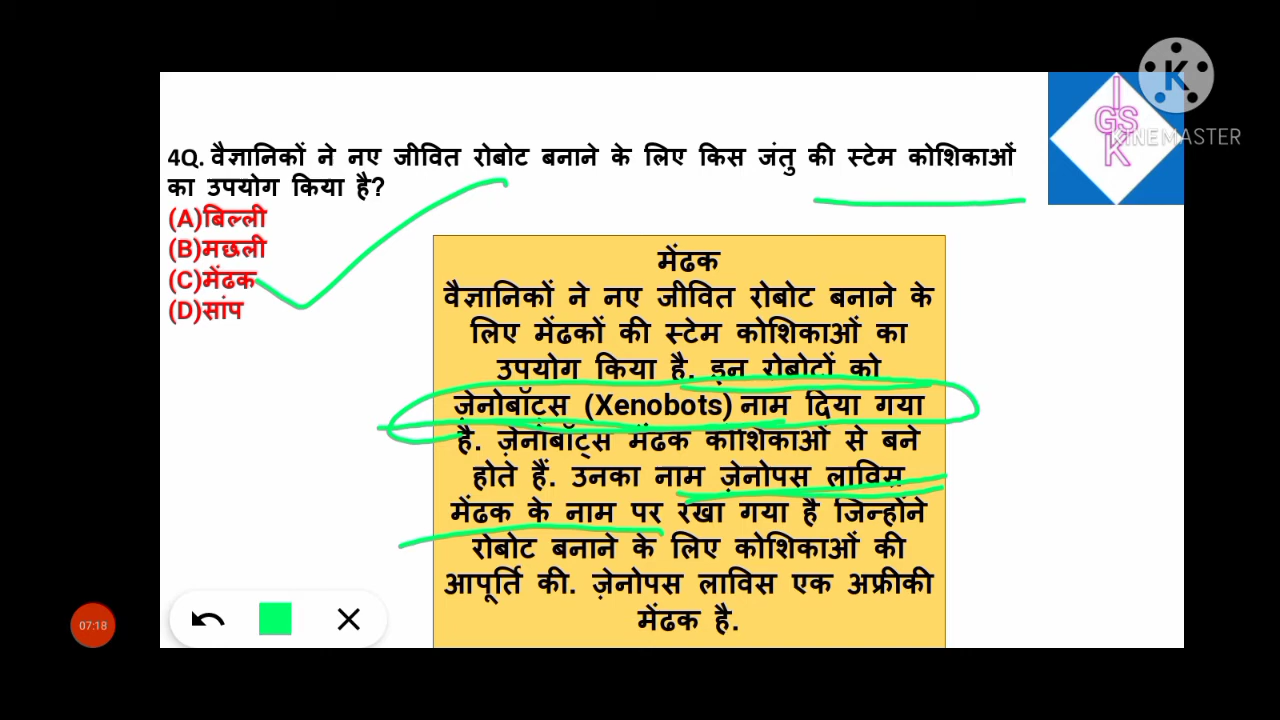 K
KINEMASTER
I
GS
K
4Q. वैज्ञानिकों ने नए जीवित रोबोट बनाने के लिए किस जंतु की स्टेम कोशिकाओं
का उपयोग किया है?
(A)बिल्ली
(B)मछली
(C)मेंढक
(D)सांप
मेंढक
वैज्ञानिकों ने नए जीवित रोबोट बनाने के
लिए मेंढकों की स्टेम कोशिकाओं का
उपयोग किया है. इन रोबोटों को
ज़ेनोबॉट्स (Xenobots) नाम दिया गया
है. ज़ेनोबॉट्स मेंढक कोशिकाओं से बने
होते हैं. उनका नाम ज़ेनोपस लाविस
मेंढक के नाम पर रखा गया है जिन्होंने
रोबोट बनाने के लिए कोशिकाओं की
आपूर्ति की. ज़ेनोपस लाविस एक अफ्रीकी
मेंढक है.
07:18